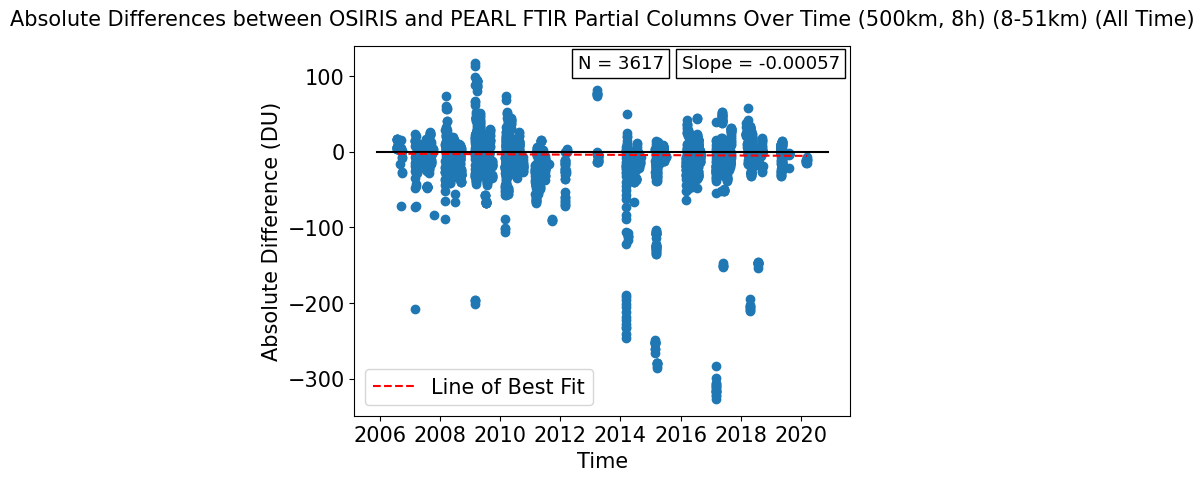 Absolute Differences between OSIRIS and PEARL FTIR Partial Columns Over Time (500km, 8h) (8-51km) (All Time)
N = 3617
Slope = -0.00057
Absolute Difference (DU)
100
0
−100
−200
−300
Line of Best Fit
2006 2008 2010 2012 2014 2016 2018 2020
Time